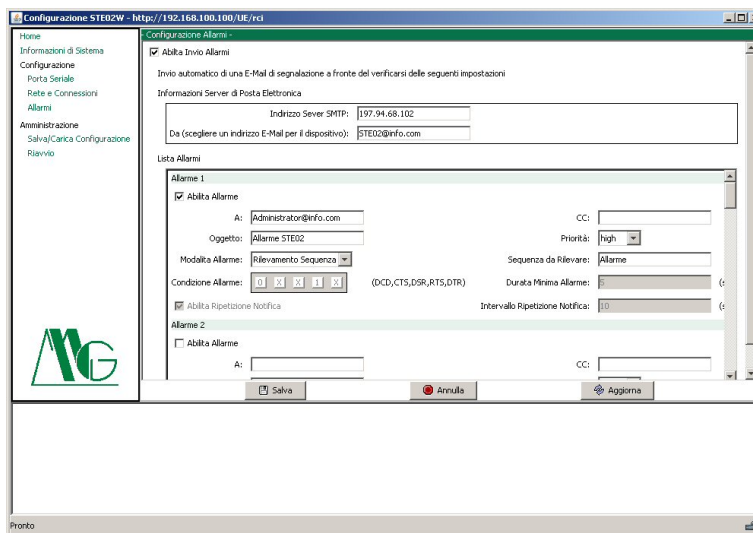 Configurazione STE02W - http://192.168.100.100/UE/rci
Home
Informazioni di Sistema
Configurazione
Porta Seriale
Rete e Connessioni
Allarmi
Amministrazione
Salva/Carica Configurazione
Riavvio
MG
- Configurazione Allarmi -
Abilta Invio Allarmi
Invio automatico di una E-Mail di segnalazione a fronte del verificarsi delle seguenti impostazioni
Informazioni Server di Posta Elettronica
Indirizzo Sever SMTP: 197.94.68.102
Da (scegliere un indirizzo E-Mail per il dispositivo): STE02@info.com
Lista Allarmi
Allarme 1
Abilita Allarme
A: Administrator@info.com CC:
Oggetto: Allarme STE02 Priorità: high
Modalita Allarme: Rilevamento Sequenza Sequenza da Rilevare: Allarme
Condizione Allarme: 0 X X 1 X (DCD,CTS,DSR,RTS,DTR) Durata Minima Allarme: 5 (s
Abilita Ripetizione Notifica Intervallo Ripetizione Notifica: 10 (s
Allarme 2
Abilita Allarme
A: CC:
Salva Annulla Aggiorna
Pronto